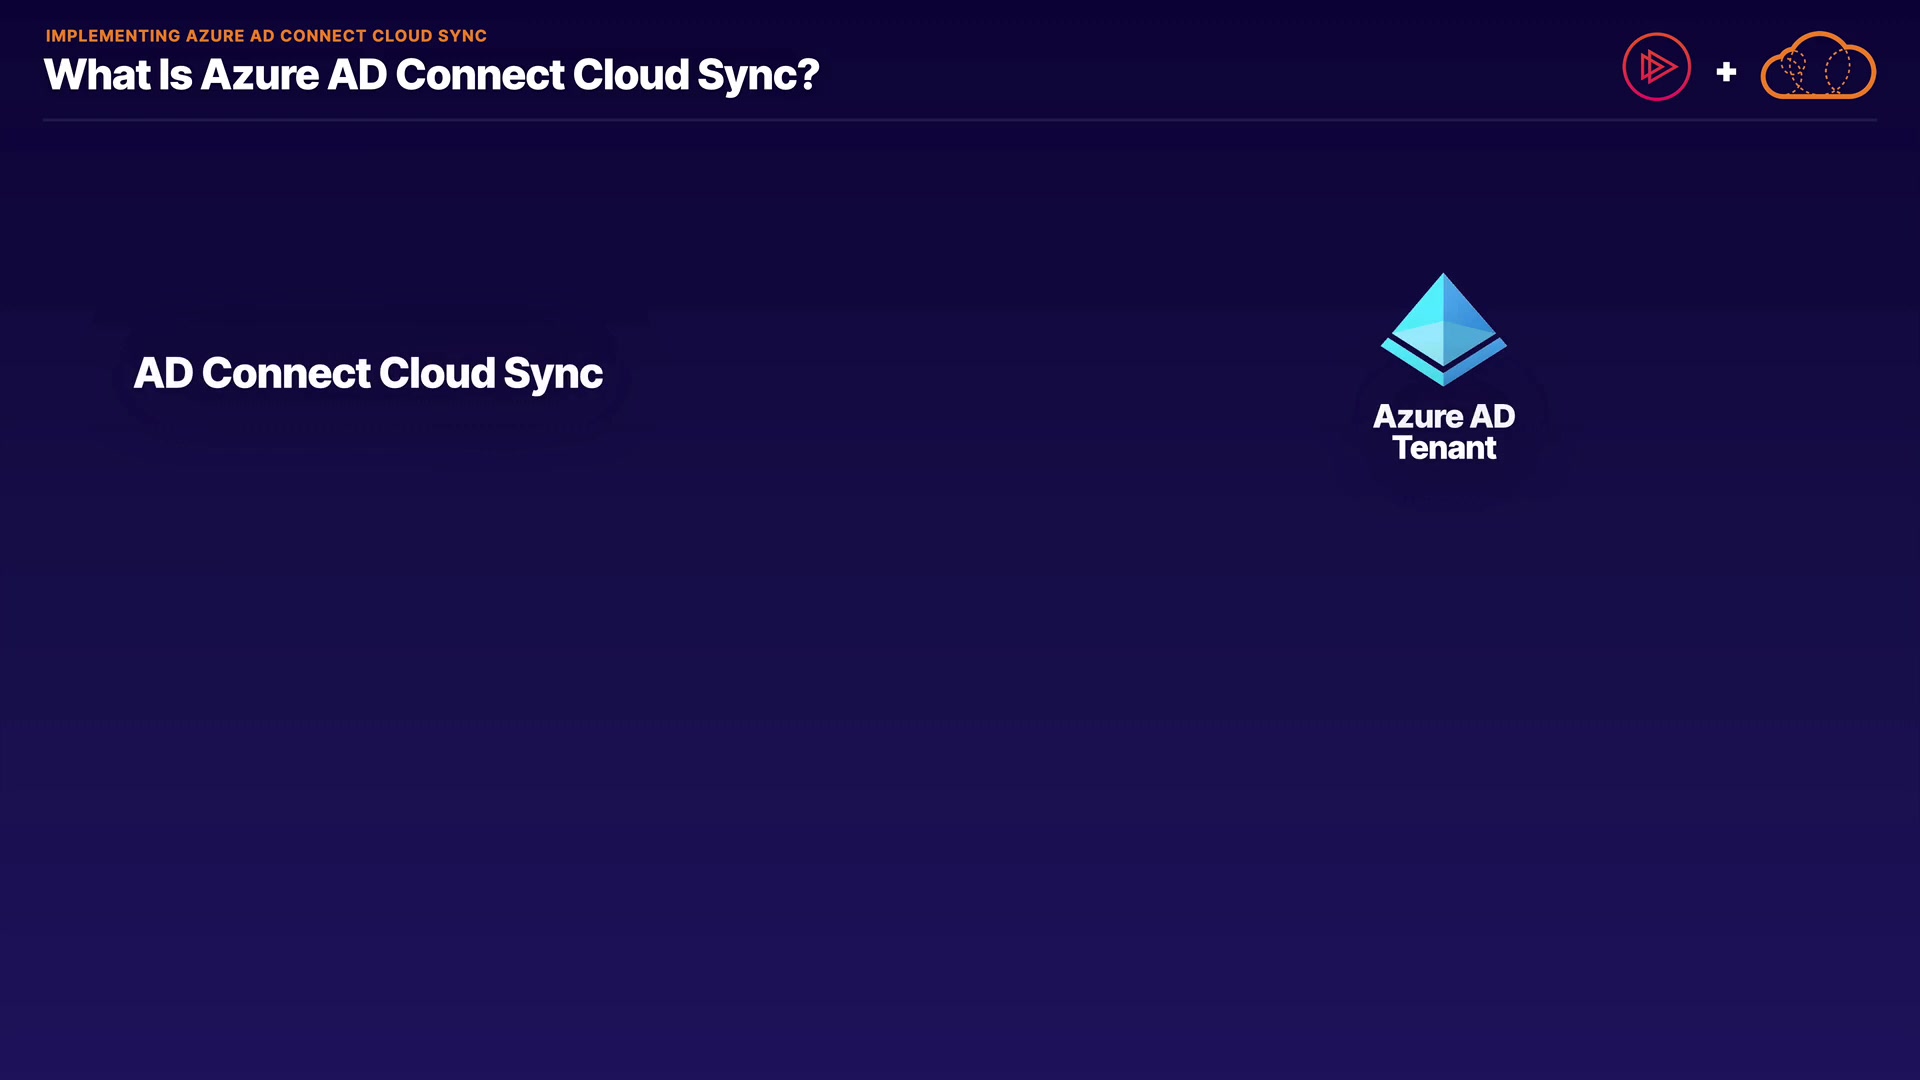 IMPLEMENTING AZURE AD CONNECT CLOUD SYNC
What Is Azure AD Connect Cloud Sync?
AD Connect Cloud Sync
Azure AD
Tenant